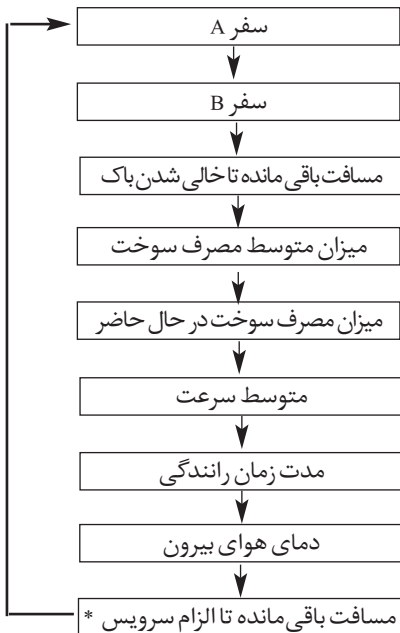 سفر A
سفر B
مسافت باقی مانده تا خالی شدن باک
میزان متوسط مصرف سوخت
میزان مصرف سوخت در حال حاضر
متوسط سرعت
مدت زمان رانندگی
دمای هوای بیرون
مسافت باقی مانده تا الزام سرویس *